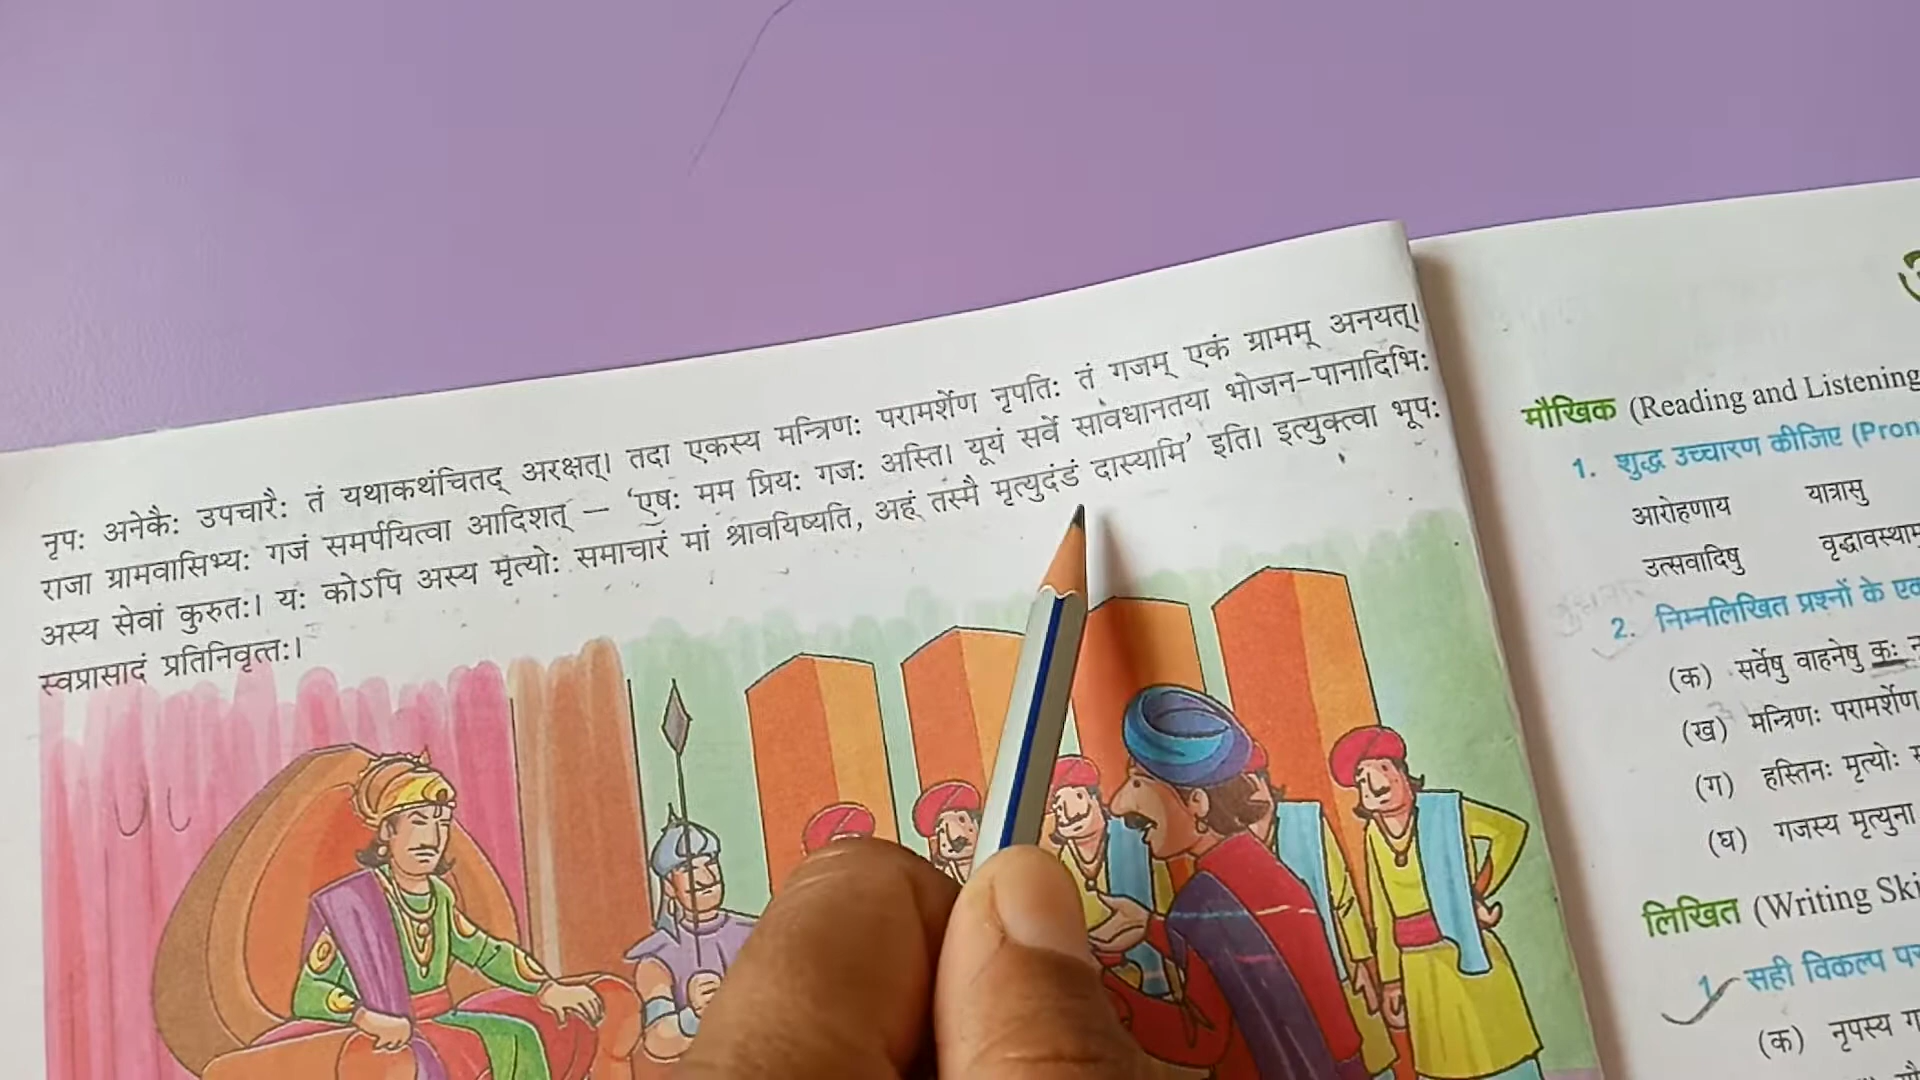 नृपः अनेकैः उपचारैः तं यथाकथंचितद् अरक्षत्। तदा एकस्य मन्त्रिणः परामर्शेण नृपतिः तं गजम् एकं ग्रामम् अनयत्।
राजा ग्रामवासिभ्यः गजं समर्पयित्वा आदिशत् – ‘एषः मम प्रियः गजः अस्ति। यूयं सर्वे सावधानतया भोजन-पानादिभिः
अस्य सेवां कुरुतः। यः कोऽपि अस्य मृत्योः समाचारं मां श्रावयिष्यति, अहं तस्मै मृत्युदंडं दास्यामि’ इति। इत्युक्त्वा भूपः
स्वप्रासादं प्रतिनिवृत्तः।
मौखिक (Reading and Listening
1. शुद्ध उच्चारण कीजिए (Pron
आरोहणाय यात्रासु
उत्सवादिषु वृद्धावस्थाम
2. निम्नलिखित प्रश्नों के एक
(क) सर्वेषु वाहनेषु कः
(ख) मन्त्रिणः परामर्शेण
(ग) हस्तिनः मृत्योः स
(घ) गजस्य मृत्युना
लिखित (Writing Ski
1. सही विकल्प पर
(क) नृपस्य ग